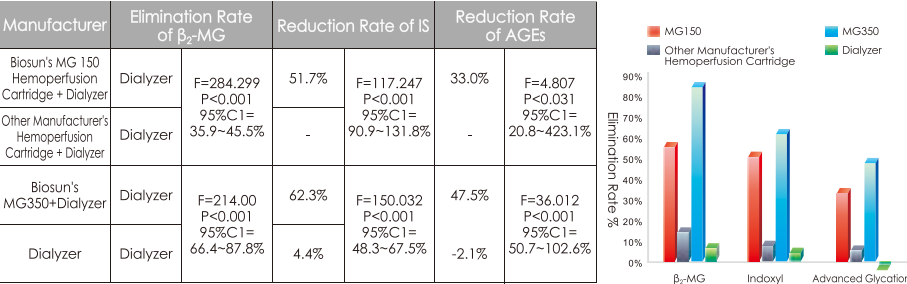 Manufacturer
Elimination Rate
of β₂-MG
Reduction Rate of IS
Reduction Rate
of AGEs
Biosun's MG 150
Hemoperfusion
Cartridge + Dialyzer
Dialyzer
F=284.299
P<0.001
95%C1=
35.9~45.5%
51.7%
F=117.247
P<0.001
95%C1=
90.9~131.8%
33.0%
F=4.807
P<0.031
95%C1=
20.8~423.1%
Other Manufacturer's
Hemoperfusion
Cartridge + Dialyzer
Dialyzer
-
-
Biosun's
MG350+Dialyzer
Dialyzer
F=214.00
P<0.001
95%C1=
66.4~87.8%
62.3%
F=150.032
P<0.001
95%C1=
48.3~67.5%
47.5%
F=36.012
P<0.001
95%C1=
50.7~102.6%
Dialyzer
Dialyzer
4.4%
-2.1%
MG150
MG350
Other Manufacturer's
Hemoperfusion Cartridge
Dialyzer
Elimination Rate %
90%
80%
70%
60%
50%
40%
30%
20%
10%
0%
β₂-MG
Indoxyl
Advanced Glycation